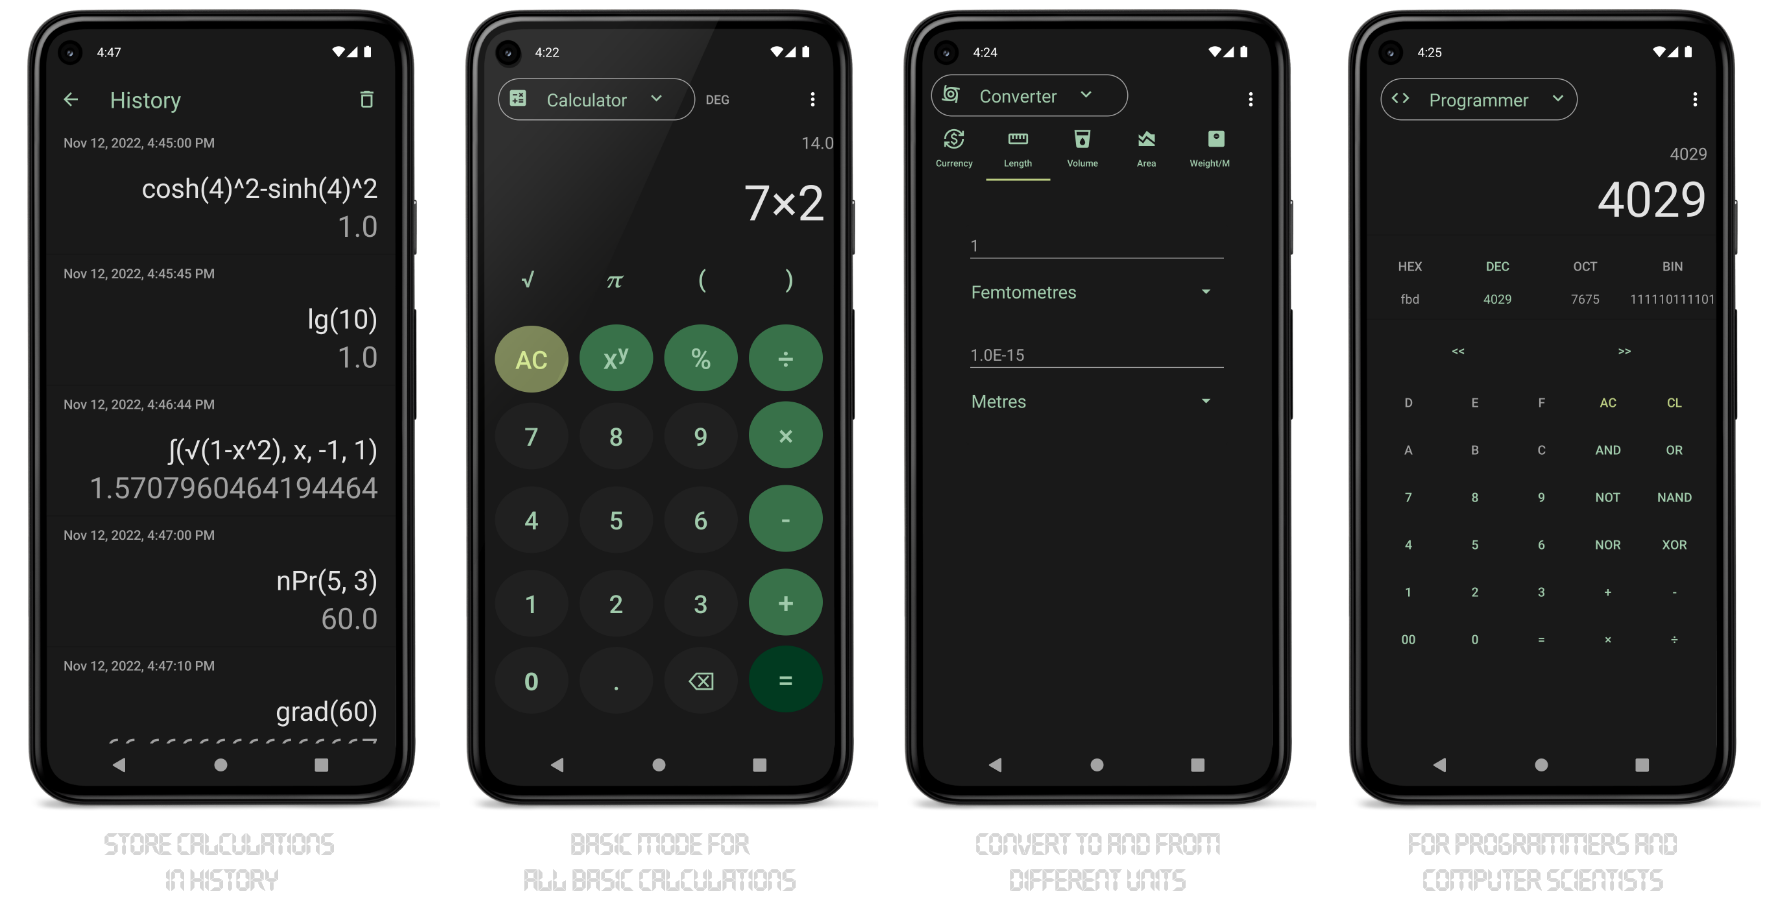 4:47
History
Nov 12, 2022, 4:45:00 PM
cosh(4)^2-sinh(4)^2
1.0
Nov 12, 2022, 4:45:45 PM
lg(10)
1.0
Nov 12, 2022, 4:46:44 PM
∫(√(1-x^2), x, -1, 1)
1.5707960464194464
Nov 12, 2022, 4:47:00 PM
nPr(5, 3)
60.0
Nov 12, 2022, 4:47:10 PM
grad(60)
STORE CALCULATIONS
IN HISTORY
4:22
Calculator DEG
14.0
7×2
√ π ( )
AC xʸ % ÷
7 8 9 ×
4 5 6 -
1 2 3 +
0 . =
BASIC MODE FOR
ALL BASIC CALCULATIONS
4:24
Converter
Currency Length Volume Area Weight/M
1
Femtometres
1.0E-15
Metres
CONVERT TO AND FROM
DIFFERENT UNITS
4:25
<> Programmer
4029
4029
HEX DEC OCT BIN
fbd 4029 7675 111110111101
<< >>
D E F AC CL
A B C AND OR
7 8 9 NOT NAND
4 5 6 NOR XOR
1 2 3 + -
00 0 = × ÷
FOR PROGRAMMERS AND
COMPUTER SCIENTISTS